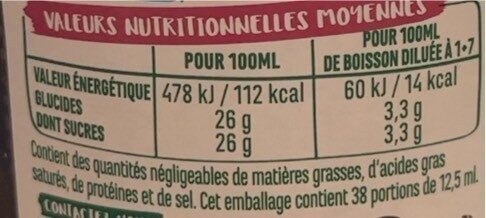 VALEURS NUTRITIONNELLES MOYENNES
POUR 100ML POUR 100ML DE BOISSON DILUÉE À 1+7
VALEUR ÉNERGÉTIQUE 478 kJ / 112 kcal 60 kJ / 14 kcal
GLUCIDES 26 g 3,3 g
DONT SUCRES 26 g 3,3 g
Contient des quantités négligeables de matières grasses, d'acides gras
saturés, de protéines et de sel. Cet emballage contient 38 portions de 12,5 ml.